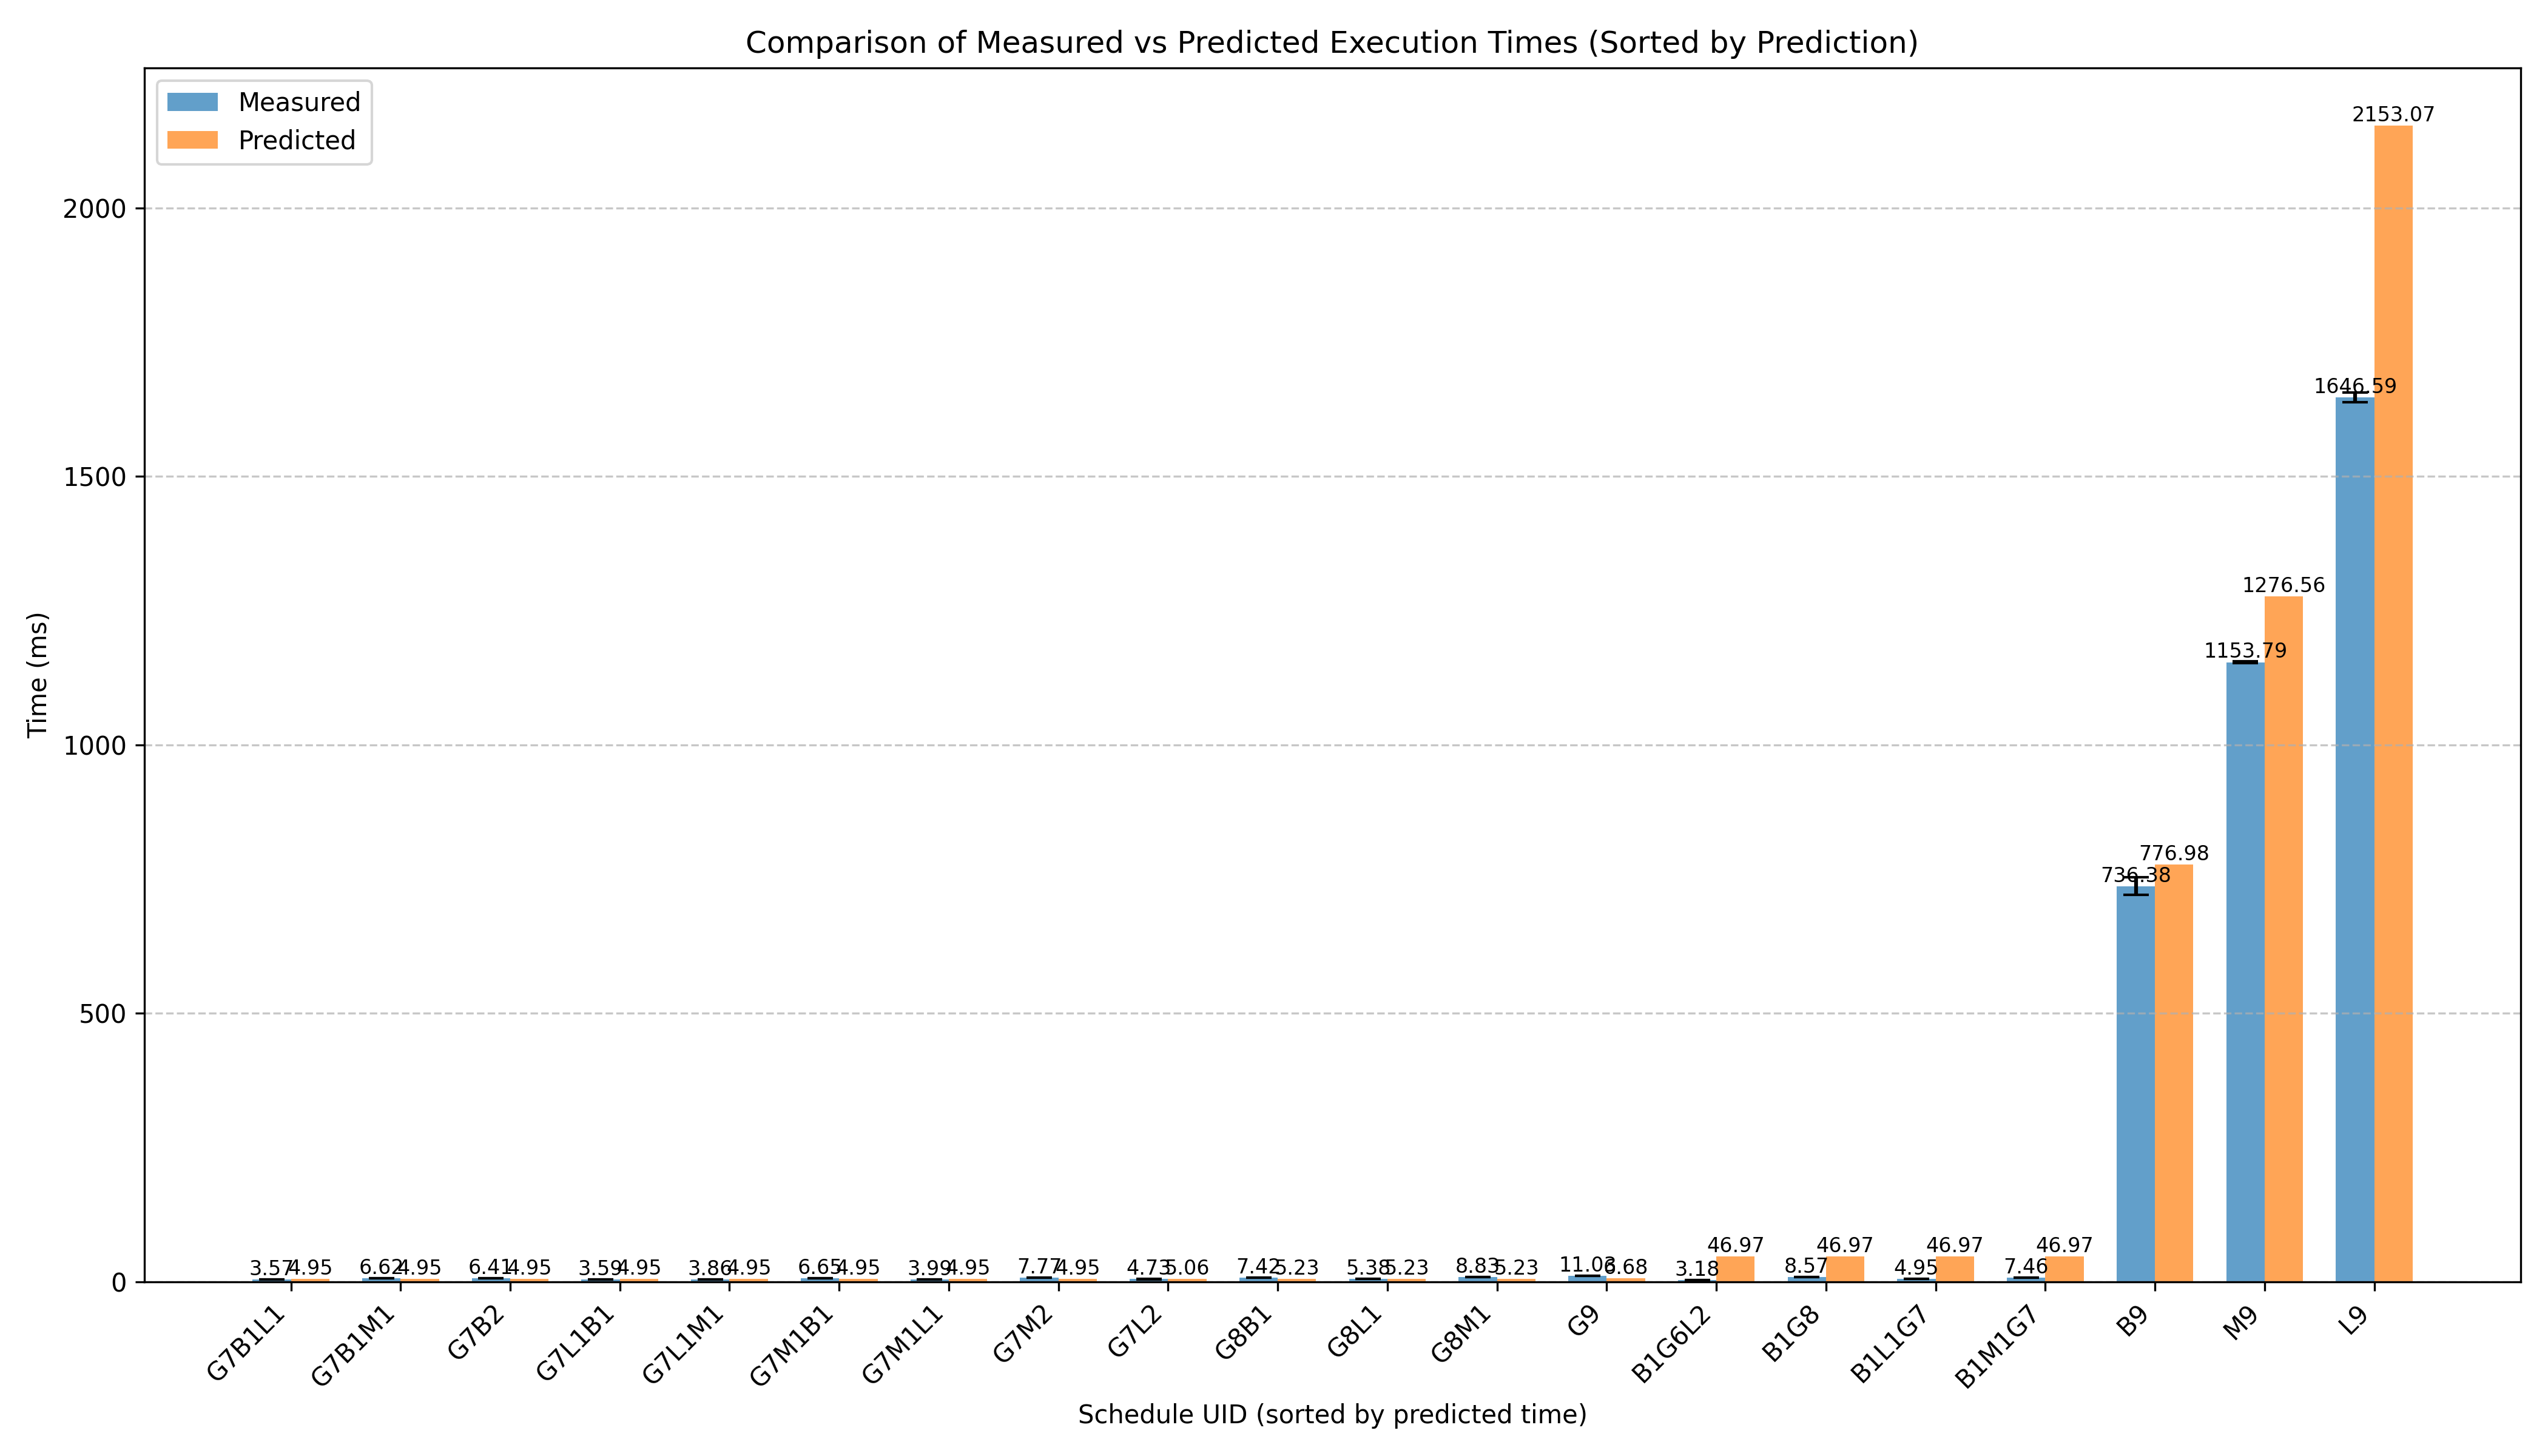 Comparison of Measured vs Predicted Execution Times (Sorted by Prediction)
Measured
Predicted
Time (ms)
2000
1500
1000
500
0
3.57 4.95 6.62 4.95 6.41 4.95 3.59 4.95 3.86 4.95 6.65 4.95 3.99 4.95 7.77 4.95 4.73 5.06 7.42 5.23 5.38 5.23 8.83 5.23 11.03 6.68 3.18 46.97 8.57 46.97 4.95 46.97 7.46 46.97 736.38 776.98 1153.79 1276.56 1646.59 2153.07
G7B1L1 G7B1M1 G7B2 G7L1B1 G7L1M1 G7M1B1 G7M1L1 G7M2 G7L2 G8B1 G8L1 G8M1 G9 B1G6L2 B1G8 B1L1G7 B1M1G7 B9 M9 L9
Schedule UID (sorted by predicted time)